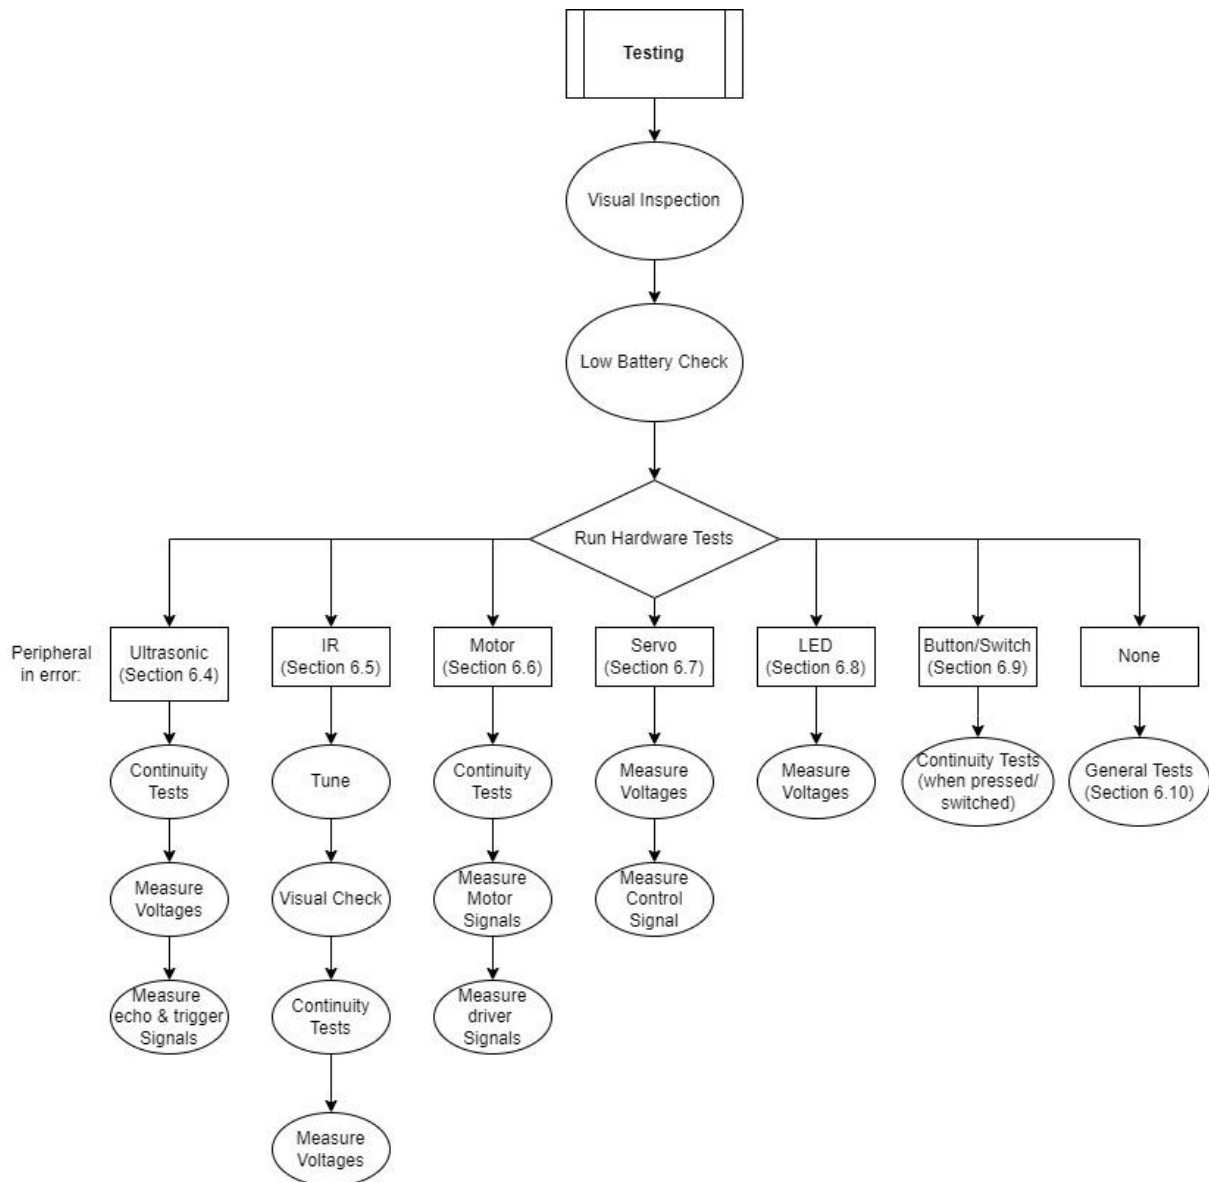 Testing
Visual Inspection
Low Battery Check
Run Hardware Tests
Peripheral
in error:
Ultrasonic
(Section 6.4)
IR
(Section 6.5)
Motor
(Section 6.6)
Servo
(Section 6.7)
LED
(Section 6.8)
Button/Switch
(Section 6.9)
None
Continuity
Tests
Tune
Continuity
Tests
Measure
Voltages
Measure
Voltages
Continuity Tests
(when pressed/
switched)
General Tests
(Section 6.10)
Measure
Voltages
Visual Check
Measure
Motor
Signals
Measure
Control
Signal
Measure
echo & trigger
Signals
Continuity
Tests
Measure
driver
Signals
Measure
Voltages